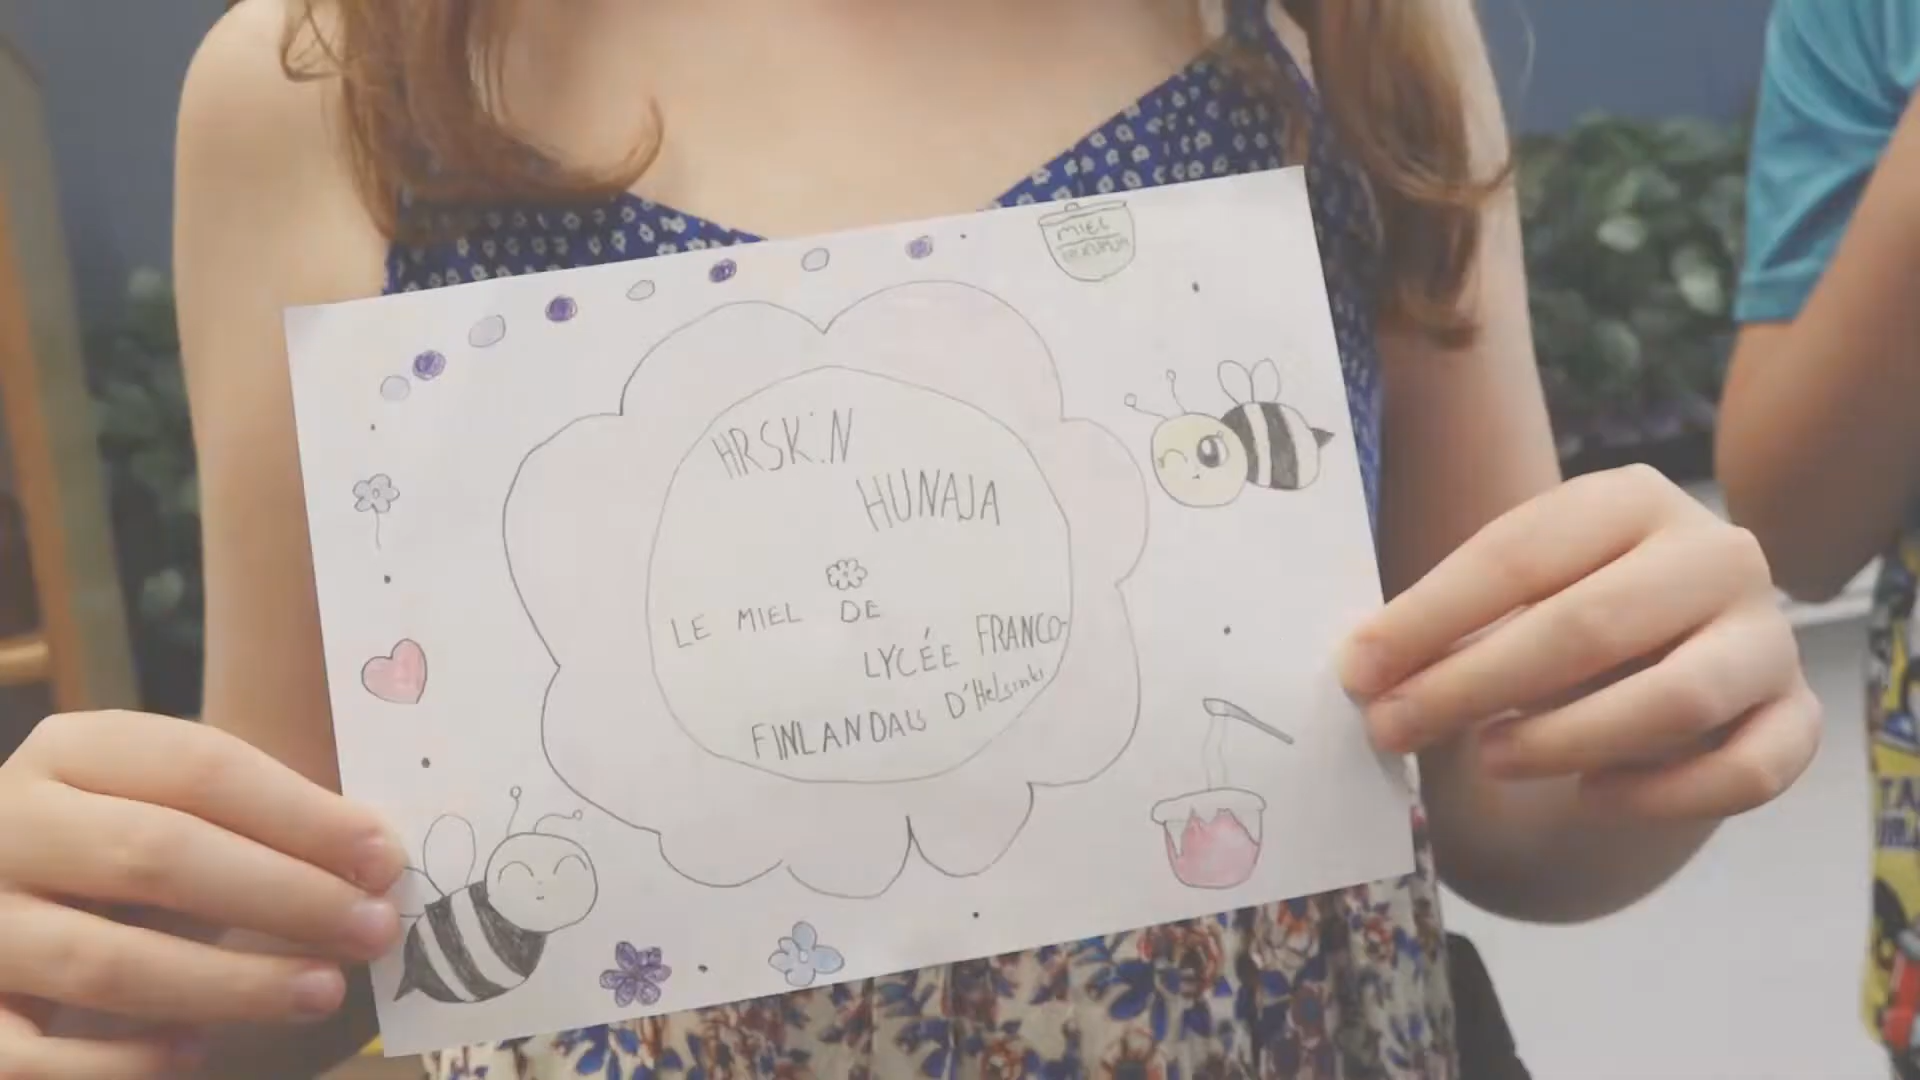 MIEL
HRSK:N
HUNAJA
LE MIEL DE
LYCÉE FRANCO-
FINLANDAIS D'HELSINKI